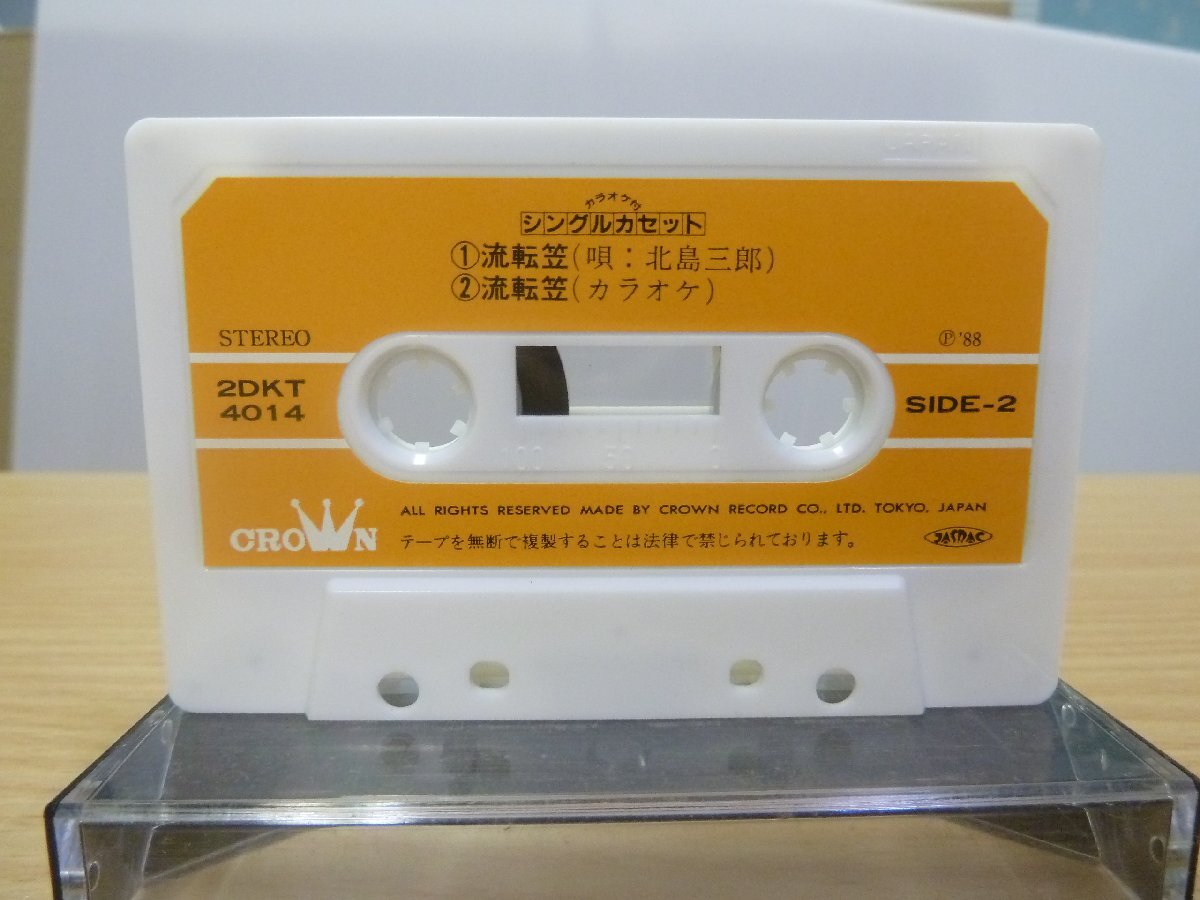 カラオケ付
シングルカセット
①流転笠(唄:北島三郎)
②流転笠(カラオケ)
STEREO
Ⓟ'88
2DKT
4014
SIDE-2
100 50 0
CROWN
ALL RIGHTS RESERVED MADE BY CROWN RECORD CO., LTD. TOKYO, JAPAN
テープを無断で複製することは法律で禁じられております。
JASRAC